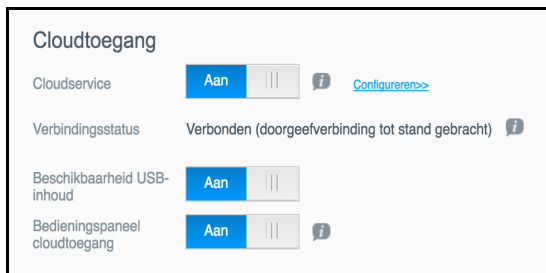 Cloudtoegang
Cloudservice Aan Configureren>>
Verbindingsstatus Verbonden (doorgeefverbinding tot stand gebracht)
Beschikbaarheid USB-
inhoud Aan
Bedieningspaneel
cloudtoegang Aan